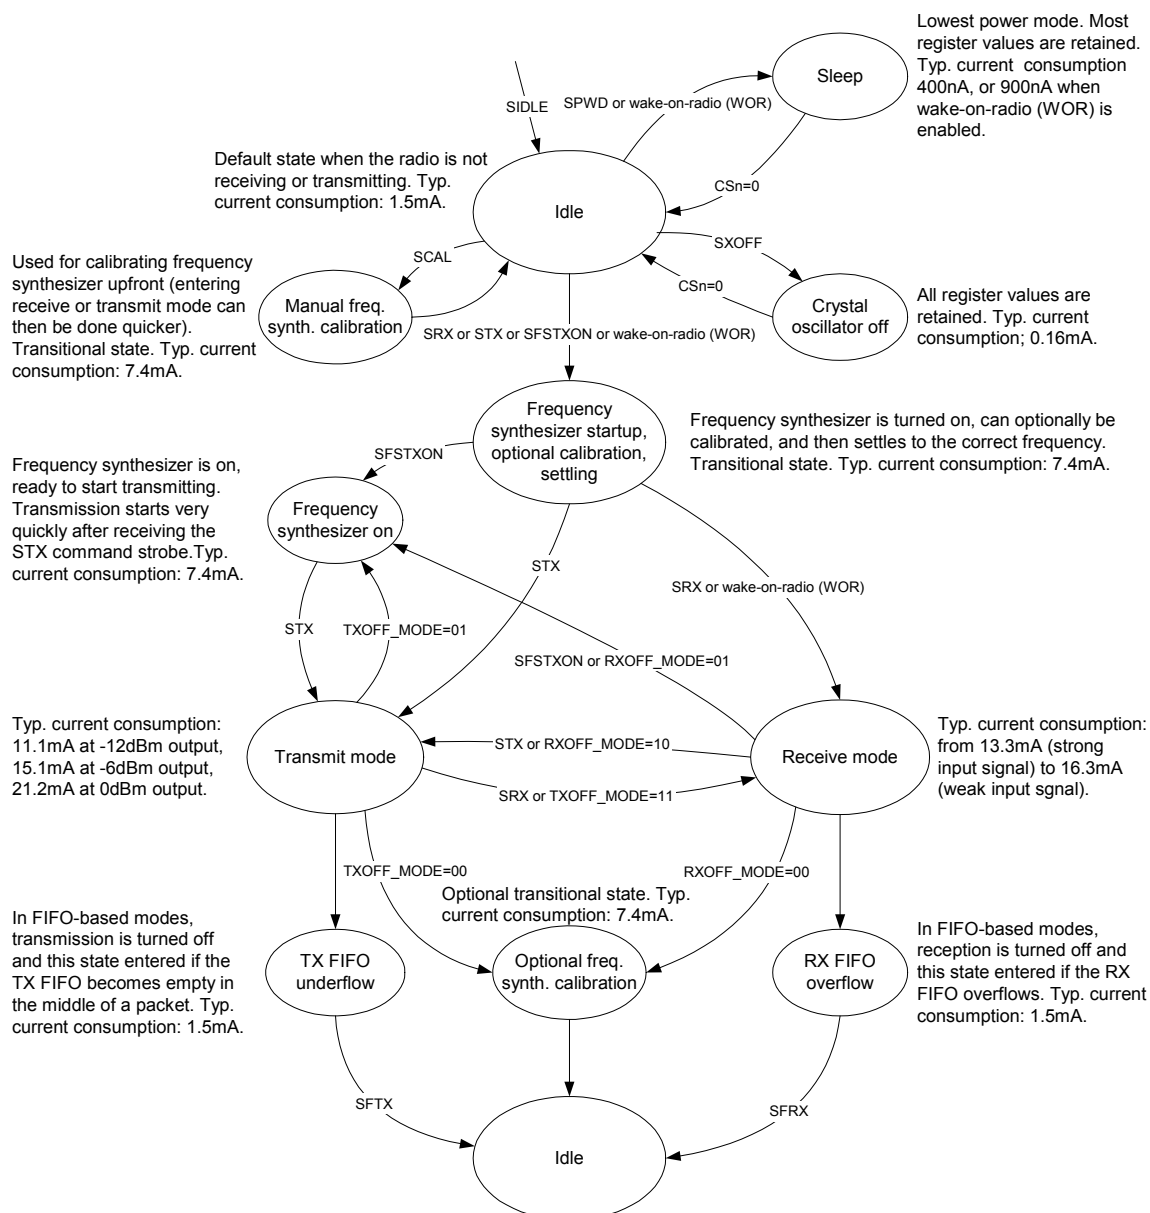 Lowest power mode. Most
register values are retained.
Typ. current consumption
400nA, or 900nA when
wake-on-radio (WOR) is
enabled.
Sleep
SPWD or wake-on-radio (WOR)
SIDLE
Default state when the radio is not
receiving or transmitting. Typ.
current consumption: 1.5mA.
CSn=0
Idle
SXOFF
SCAL
CSn=0
Used for calibrating frequency
synthesizer upfront (entering
receive or transmit mode can
then be done quicker).
Transitional state. Typ. current
consumption: 7.4mA.
Manual freq.
synth. calibration
SRX or STX or SFSTXON or wake-on-radio (WOR)
Crystal
oscillator off
All register values are
retained. Typ. current
consumption; 0.16mA.
Frequency
synthesizer startup,
optional calibration,
settling
Frequency synthesizer is turned on, can optionally be
calibrated, and then settles to the correct frequency.
Transitional state. Typ. current consumption: 7.4mA.
SFSTXON
Frequency synthesizer is on,
ready to start transmitting.
Transmission starts very
quickly after receiving the
STX command strobe.Typ.
current consumption: 7.4mA.
Frequency
synthesizer on
STX
SRX or wake-on-radio (WOR)
STX
TXOFF_MODE=01
SFSTXON or RXOFF_MODE=01
Typ. current consumption:
11.1mA at -12dBm output,
15.1mA at -6dBm output,
21.2mA at 0dBm output.
Transmit mode
STX or RXOFF_MODE=10
SRX or TXOFF_MODE=11
Receive mode
Typ. current consumption:
from 13.3mA (strong
input signal) to 16.3mA
(weak input sgnal).
TXOFF_MODE=00
RXOFF_MODE=00
Optional transitional state. Typ.
current consumption: 7.4mA.
In FIFO-based modes,
transmission is turned off
and this state entered if the
TX FIFO becomes empty in
the middle of a packet. Typ.
current consumption: 1.5mA.
TX FIFO
underflow
Optional freq.
synth. calibration
RX FIFO
overflow
In FIFO-based modes,
reception is turned off and
this state entered if the RX
FIFO overflows. Typ. current
consumption: 1.5mA.
SFTX
SFRX
Idle